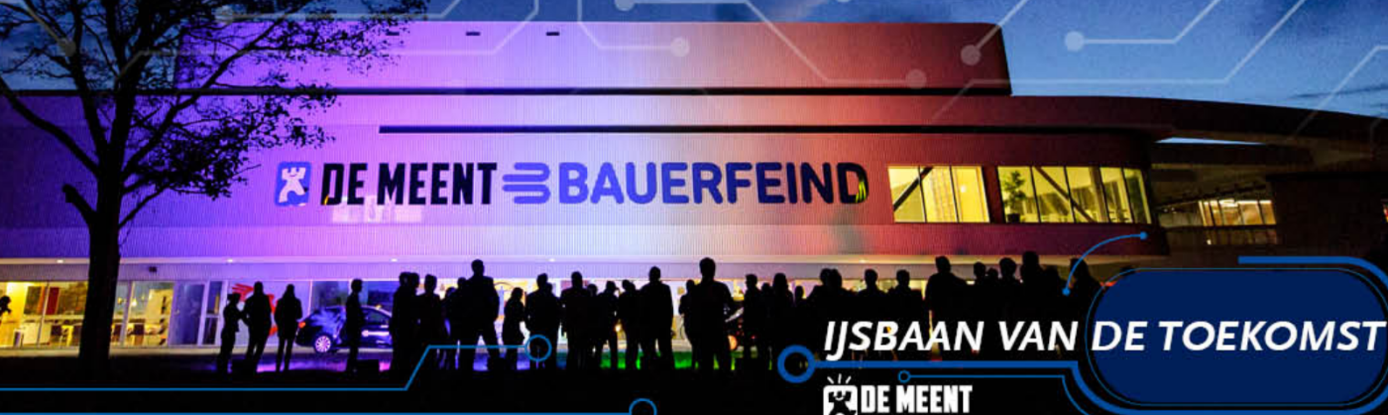 DE MEENT BAUERFEIND
IJSBAAN VAN DE TOEKOMST
DE MEENT